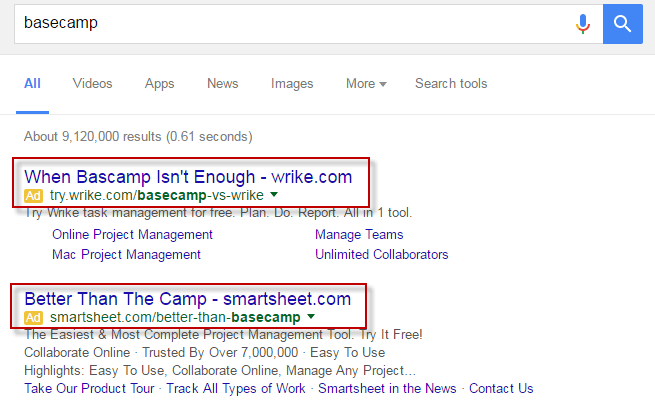 basecamp
All Videos Apps News Images More Search tools
About 9,120,000 results (0.61 seconds)
When Bascamp Isn't Enough - wrike.com
Ad try.wrike.com/basecamp-vs-wrike
Try Wrike task management for free. Plan. Do. Report. All in 1 tool.
Online Project Management Manage Teams
Mac Project Management Unlimited Collaborators
Better Than The Camp - smartsheet.com
Ad smartsheet.com/better-than-basecamp
The Easiest & Most Complete Project Management Tool. Try It Free!
Collaborate Online · Trusted By Over 7,000,000 · Easy To Use
Highlights: Easy To Use, Collaborate Online, Manage Any Project…
Take Our Product Tour · Track All Types of Work · Smartsheet in the News · Contact Us